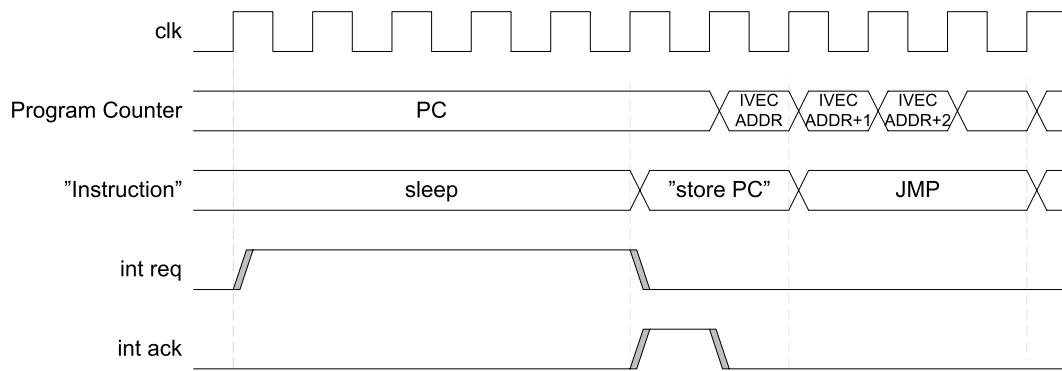 clk
Program Counter
PC
IVEC
ADDR
IVEC
ADDR+1
IVEC
ADDR+2
”Instruction”
sleep
”store PC”
JMP
int req
int ack